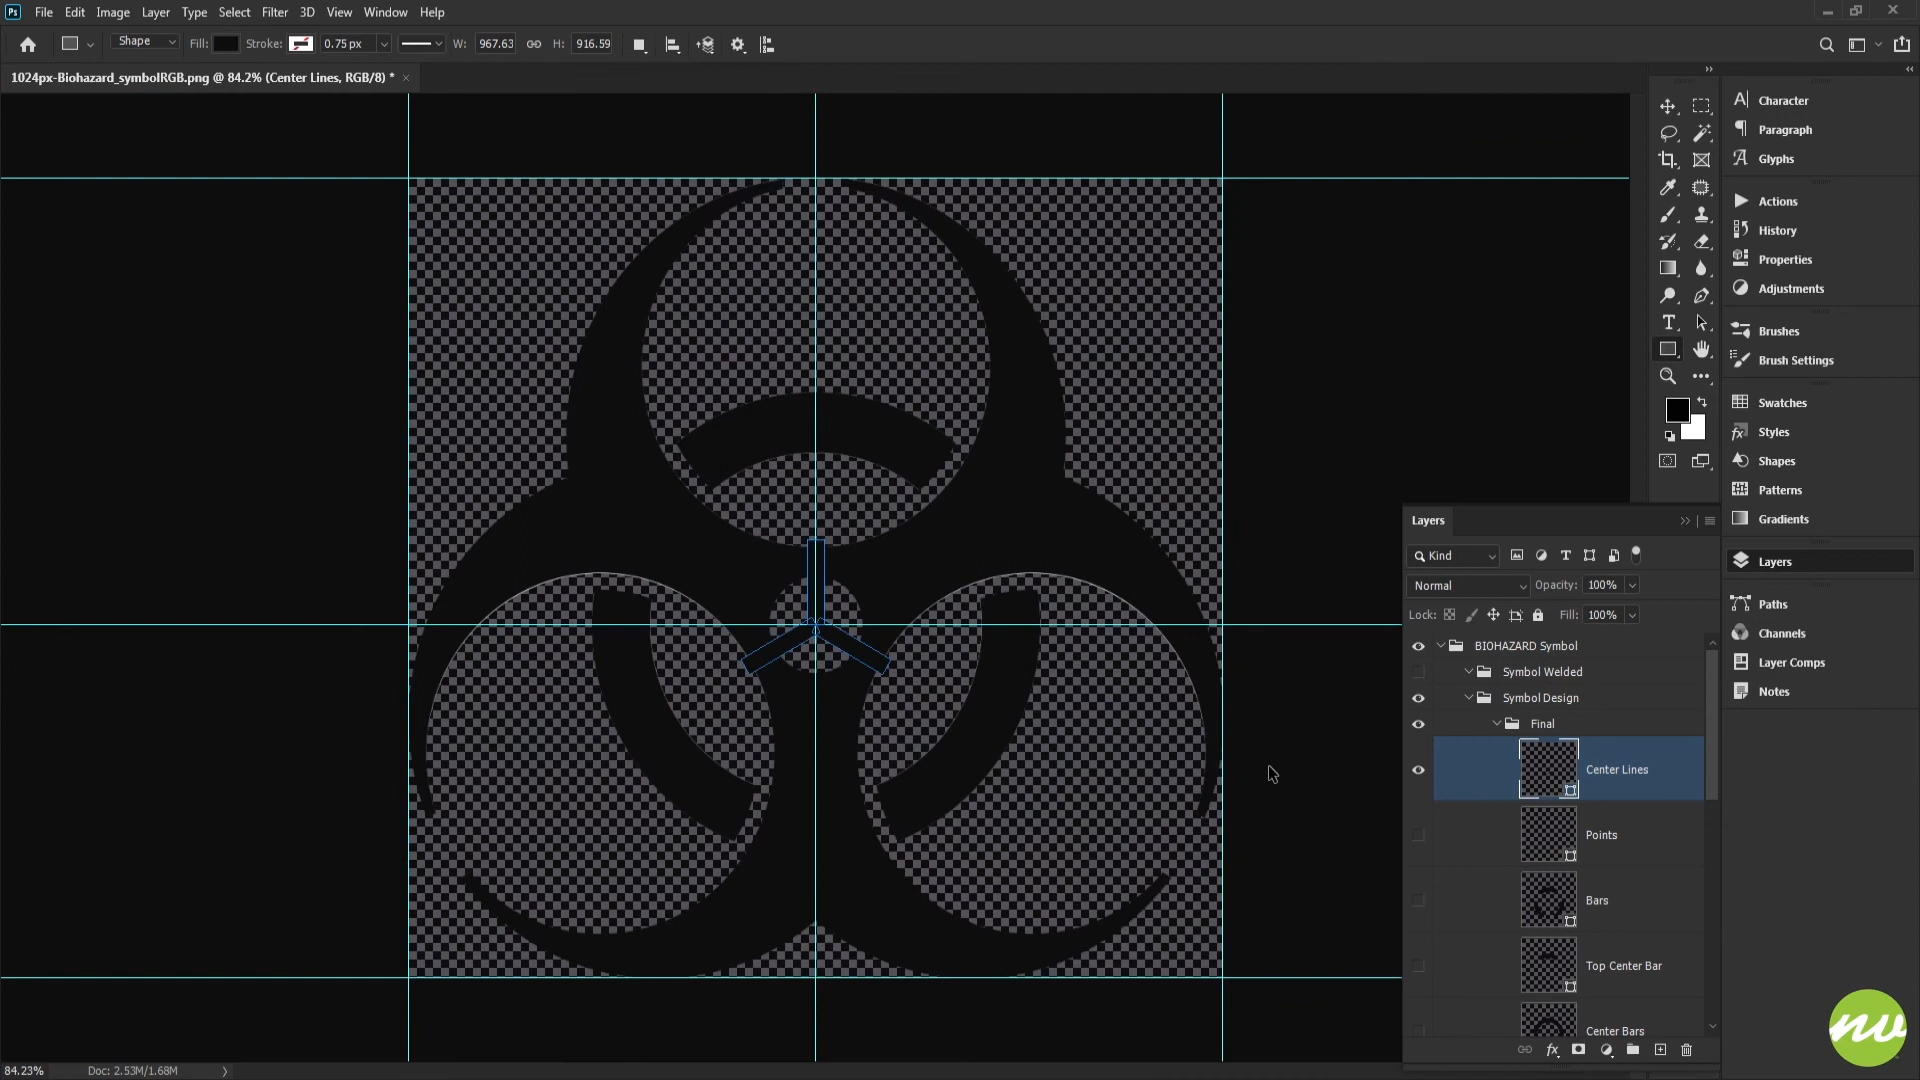 Ps File Edit Image Layer Type Select Filter 3D View Window Help
Shape Fill: Stroke: 0.75 px W: 967.63 H: 916.59
1024px-Biohazard_symbolRGB.png @ 84.2% (Center Lines, RGB/8) * ×
Character
Paragraph
Glyphs
Actions
History
Properties
Adjustments
Brushes
Brush Settings
Swatches
Styles
Shapes
Patterns
Gradients
Layers
Paths
Channels
Layer Comps
Notes
Layers
Kind
Normal Opacity: 100%
Lock: Fill: 100%
BIOHAZARD Symbol
Symbol Welded
Symbol Design
Final
Center Lines
Points
Bars
Top Center Bar
Center Bars
nv
84.23% Doc: 2.53M/1.68M